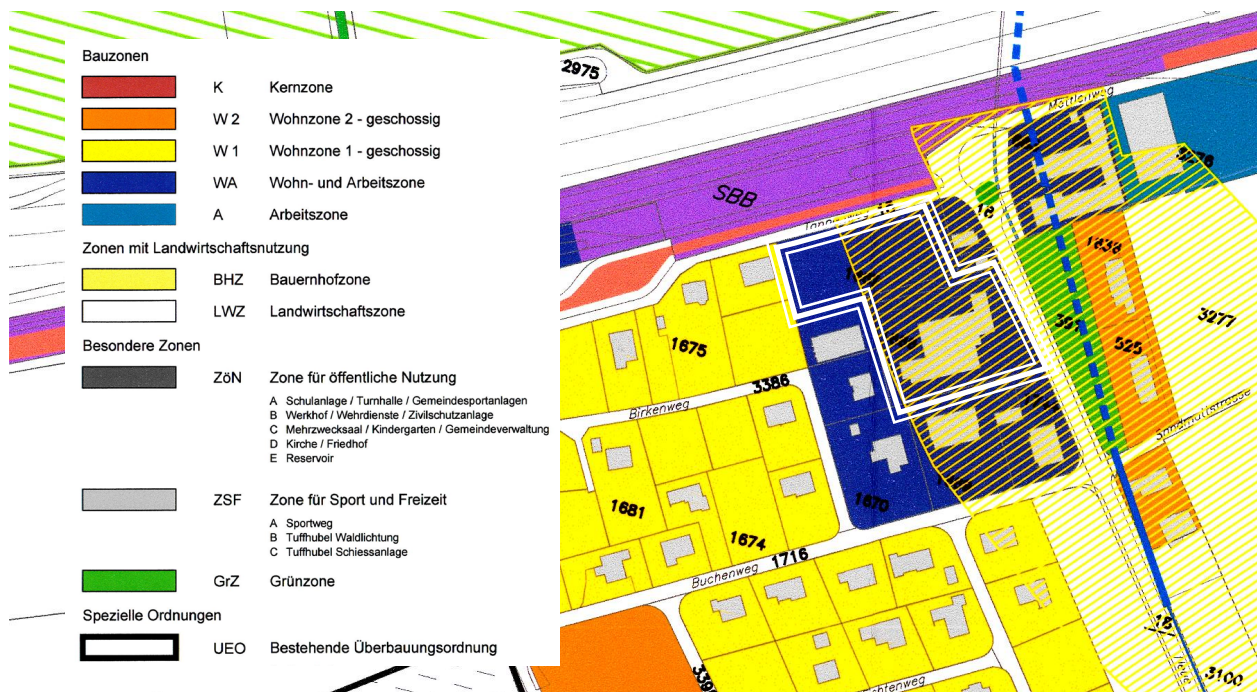 Bauzonen
K Kernzone
W 2 Wohnzone 2 - geschossig
W 1 Wohnzone 1 - geschossig
WA Wohn- und Arbeitszone
A Arbeitszone
Zonen mit Landwirtschaftsnutzung
BHZ Bauernhofzone
LWZ Landwirtschaftszone
Besondere Zonen
ZöN Zone für öffentliche Nutzung
A Schulanlage / Turnhalle / Gemeindesportanlagen
B Werkhof / Wehrdienste / Zivilschutzanlage
C Mehrzwecksaal / Kindergarten / Gemeindeverwaltung
D Kirche / Friedhof
E Reservoir
ZSF Zone für Sport und Freizeit
A Sportweg
B Tuffhubel Waldlichtung
C Tuffhubel Schiessanlage
GrZ Grünzone
Spezielle Ordnungen
UEO Bestehende Überbauungsordnung
2975
SBB
18
1838
3277
525
1675
3386
Birkenweg
1681
1674
1670
1716
Buchenweg
18
3100